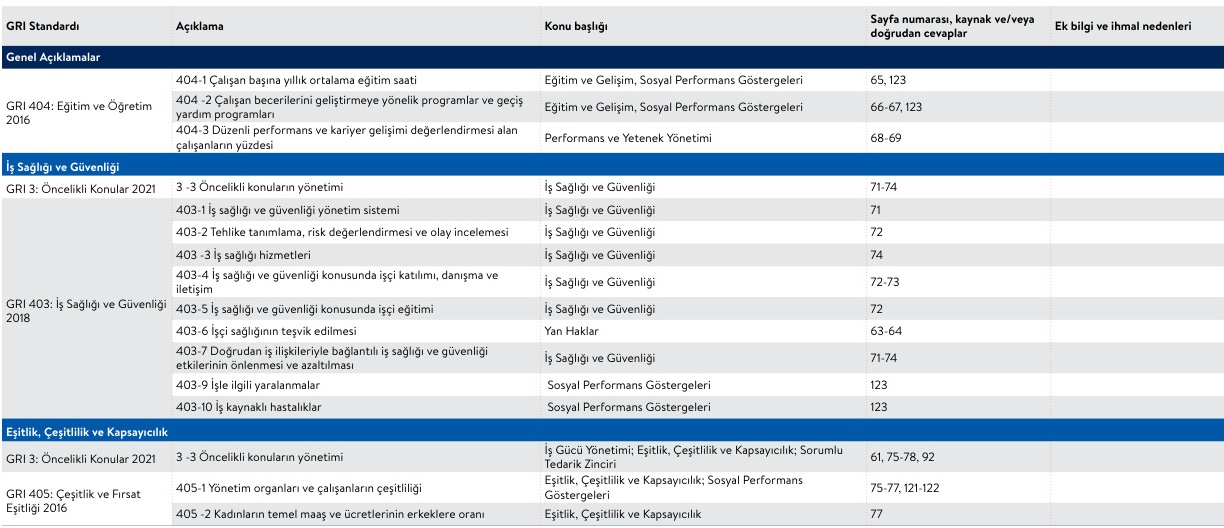 GRI Standardı
Açıklama
Konu başlığı
Sayfa numarası, kaynak ve/veya
doğrudan cevaplar
Ek bilgi ve ihmal nedenleri
Genel Açıklamalar
GRI 404: Eğitim ve Öğretim
2016
404-1 Çalışan başına yıllık ortalama eğitim saati
Eğitim ve Gelişim, Sosyal Performans Göstergeleri
65, 123
404 -2 Çalışan becerilerini geliştirmeye yönelik programlar ve geçiş
yardım programları
Eğitim ve Gelişim, Sosyal Performans Göstergeleri
66-67, 123
404-3 Düzenli performans ve kariyer gelişimi değerlendirmesi alan
çalışanların yüzdesi
Performans ve Yetenek Yönetimi
68-69
İş Sağlığı ve Güvenliği
GRI 3: Öncelikli Konular 2021
3 -3 Öncelikli konuların yönetimi
İş Sağlığı ve Güvenliği
71-74
GRI 403: İş Sağlığı ve Güvenliği
2018
403-1 İş sağlığı ve güvenliği yönetim sistemi
İş Sağlığı ve Güvenliği
71
403-2 Tehlike tanımlama, risk değerlendirmesi ve olay incelemesi
İş Sağlığı ve Güvenliği
72
403 -3 İş sağlığı hizmetleri
İş Sağlığı ve Güvenliği
74
403-4 İş sağlığı ve güvenliği konusunda işçi katılımı, danışma ve
iletişim
İş Sağlığı ve Güvenliği
72-73
403-5 İş sağlığı ve güvenliği konusunda işçi eğitimi
İş Sağlığı ve Güvenliği
72
403-6 İşçi sağlığının teşvik edilmesi
Yan Haklar
63-64
403-7 Doğrudan iş ilişkileriyle bağlantılı iş sağlığı ve güvenliği
etkilerinin önlenmesi ve azaltılması
İş Sağlığı ve Güvenliği
71-74
403-9 İşle ilgili yaralanmalar
Sosyal Performans Göstergeleri
123
403-10 İş kaynaklı hastalıklar
Sosyal Performans Göstergeleri
123
Eşitlik, Çeşitlilik ve Kapsayıcılık
GRI 3: Öncelikli Konular 2021
3 -3 Öncelikli konuların yönetimi
İş Gücü Yönetimi; Eşitlik, Çeşitlilik ve Kapsayıcılık; Sorumlu
Tedarik Zinciri
61, 75-78, 92
GRI 405: Çeşitlik ve Fırsat
Eşitliği 2016
405-1 Yönetim organları ve çalışanların çeşitliliği
Eşitlik, Çeşitlilik ve Kapsayıcılık; Sosyal Performans
Göstergeleri
75-77, 121-122
405 -2 Kadınların temel maaş ve ücretlerinin erkeklere oranı
Eşitlik, Çeşitlilik ve Kapsayıcılık
77